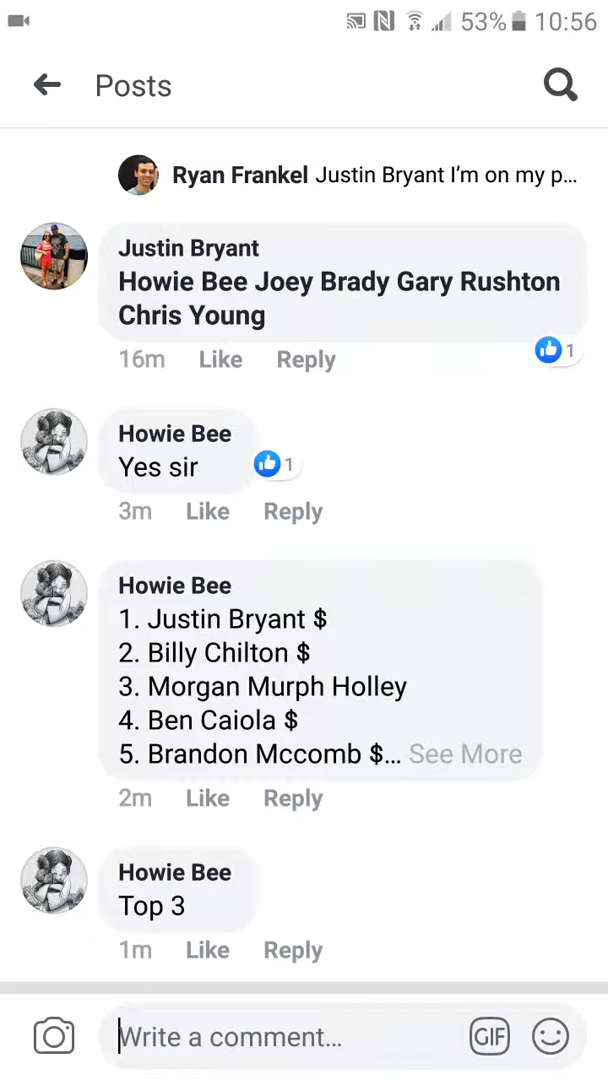 53% 10:56
Posts
Ryan Frankel Justin Bryant I'm on my p...
Justin Bryant
Howie Bee Joey Brady Gary Rushton
Chris Young
16m Like Reply 1
Howie Bee
Yes sir 1
3m Like Reply
Howie Bee
1. Justin Bryant $
2. Billy Chilton $
3. Morgan Murph Holley
4. Ben Caiola $
5. Brandon Mccomb $... See More
2m Like Reply
Howie Bee
Top 3
1m Like Reply
Write a comment... GIF